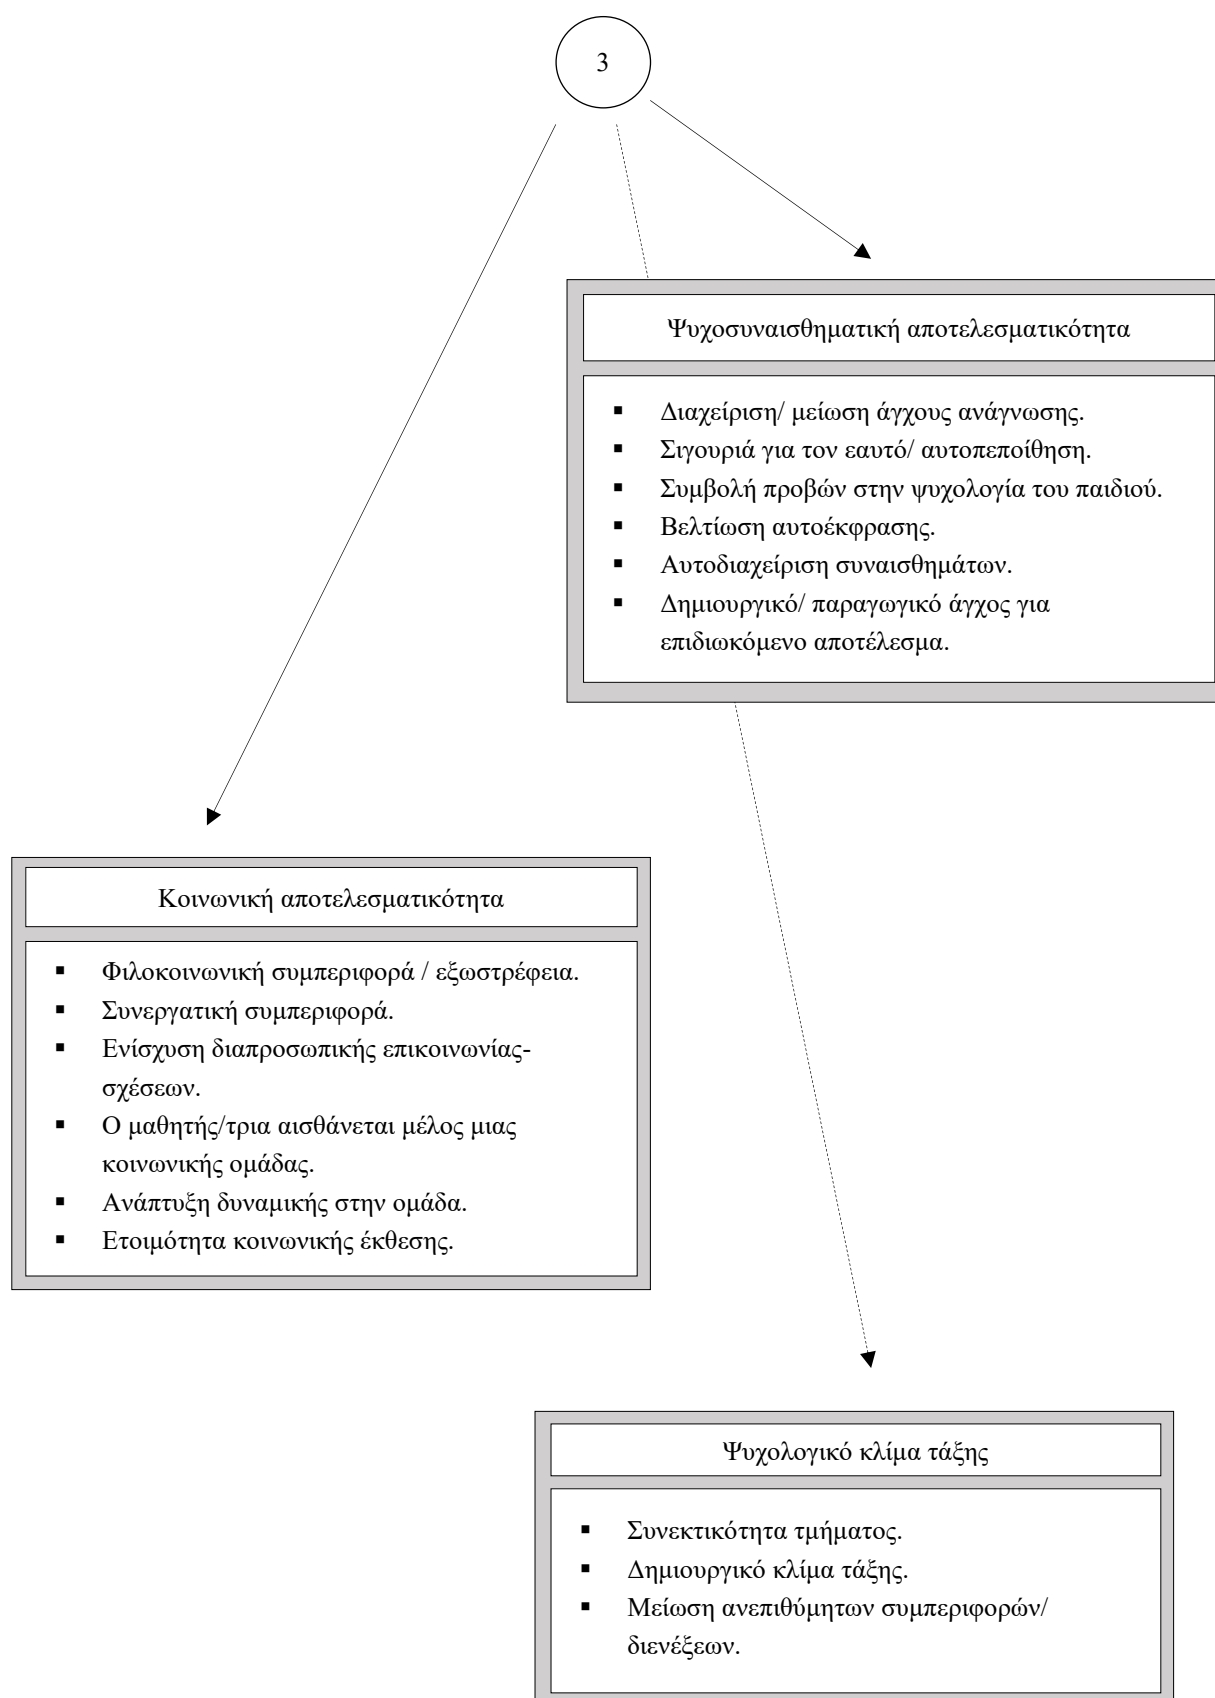 3
Ψυχοσυναισθηματική αποτελεσματικότητα
▪ Διαχείριση/ μείωση άγχους ανάγνωσης.
▪ Σιγουριά για τον εαυτό/ αυτοπεποίθηση.
▪ Συμβολή προβών στην ψυχολογία του παιδιού.
▪ Βελτίωση αυτοέκφρασης.
▪ Αυτοδιαχείριση συναισθημάτων.
▪ Δημιουργικό/ παραγωγικό άγχος για
επιδιωκόμενο αποτέλεσμα.
Κοινωνική αποτελεσματικότητα
▪ Φιλοκοινωνική συμπεριφορά / εξωστρέφεια.
▪ Συνεργατική συμπεριφορά.
▪ Ενίσχυση διαπροσωπικής επικοινωνίας-
σχέσεων.
▪ Ο μαθητής/τρια αισθάνεται μέλος μιας
κοινωνικής ομάδας.
▪ Ανάπτυξη δυναμικής στην ομάδα.
▪ Ετοιμότητα κοινωνικής έκθεσης.
Ψυχολογικό κλίμα τάξης
▪ Συνεκτικότητα τμήματος.
▪ Δημιουργικό κλίμα τάξης.
▪ Μείωση ανεπιθύμητων συμπεριφορών/
διενέξεων.